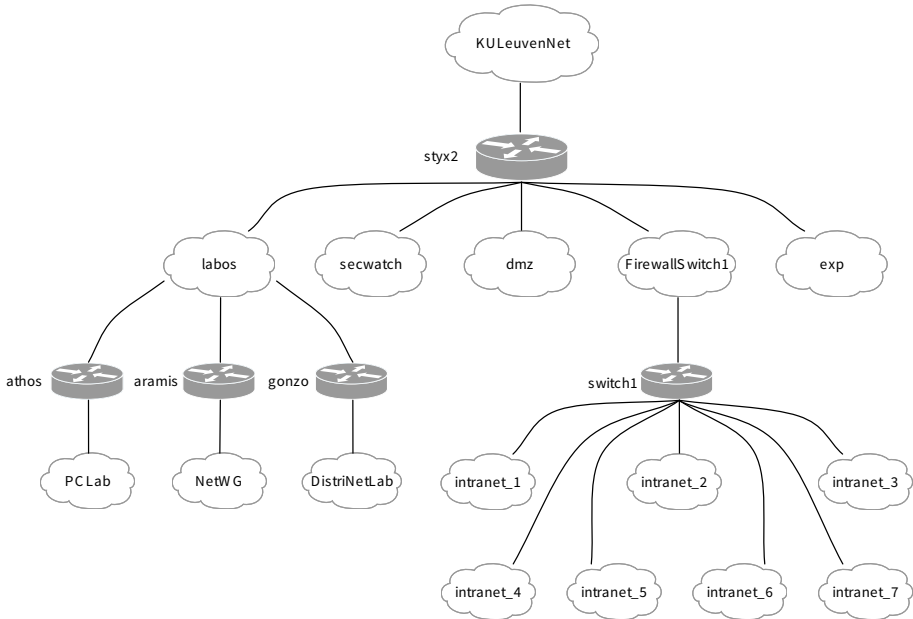 KULeuvenNet
styx2
labos
secwatch
dmz
FirewallSwitch1
exp
athos
aramis
gonzo
switch1
PCLab
NetWG
DistriNetLab
intranet_1
intranet_2
intranet_3
intranet_4
intranet_5
intranet_6
intranet_7